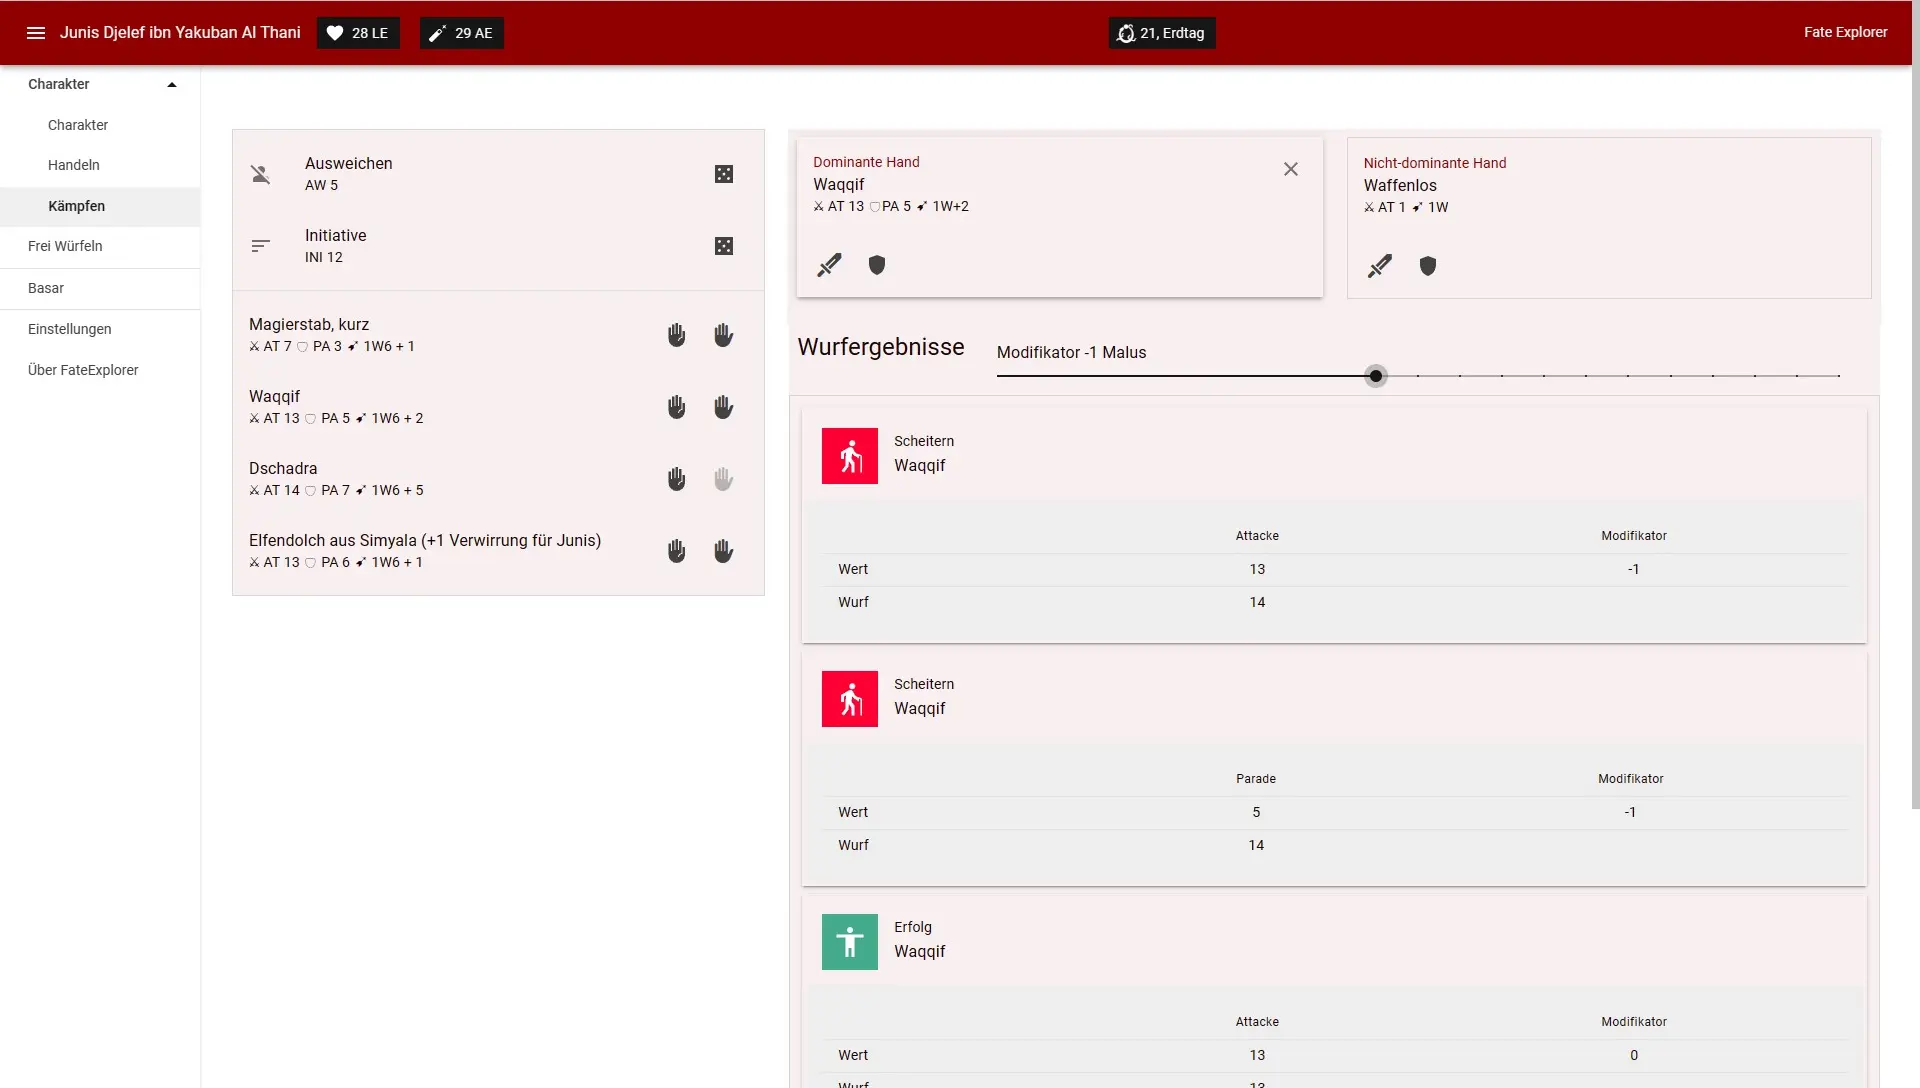 Junis Djelef ibn Yakuban Al Thani
28 LE
29 AE
21, Erdtag
Fate Explorer
Charakter
Charakter
Handeln
Kämpfen
Frei Würfeln
Basar
Einstellungen
Über FateExplorer
Ausweichen
AW 5
Initiative
INI 12
Magierstab, kurz
AT 7 PA 3 1W6 + 1
Waqqif
AT 13 PA 5 1W6 + 2
Dschadra
AT 14 PA 7 1W6 + 5
Elfendolch aus Simyala (+1 Verwirrung für Junis)
AT 13 PA 6 1W6 + 1
Dominante Hand
Waqqif
AT 13 PA 5 1W+2
Nicht-dominante Hand
Waffenlos
AT 1 1W
Wurfergebnisse
Modifikator -1 Malus
Scheitern
Waqqif
Attacke Modifikator
Wert 13 -1
Wurf 14
Scheitern
Waqqif
Parade Modifikator
Wert 5 -1
Wurf 14
Erfolg
Waqqif
Attacke Modifikator
Wert 13 0
Wurf 13